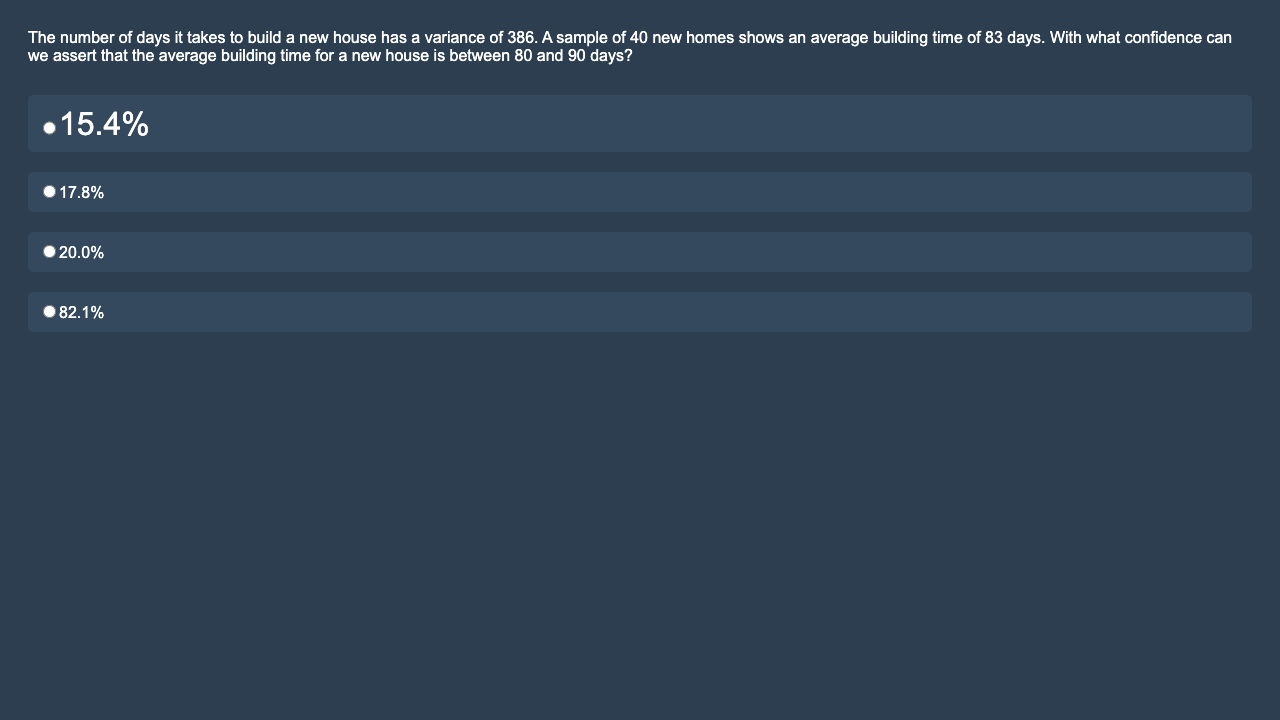 The number of days it takes to build a new house has a variance of 386. A sample of 40 new homes shows an average building time of 83 days. With what confidence can
we assert that the average building time for a new house is between 80 and 90 days?
15.4%
17.8%
20.0%
82.1%